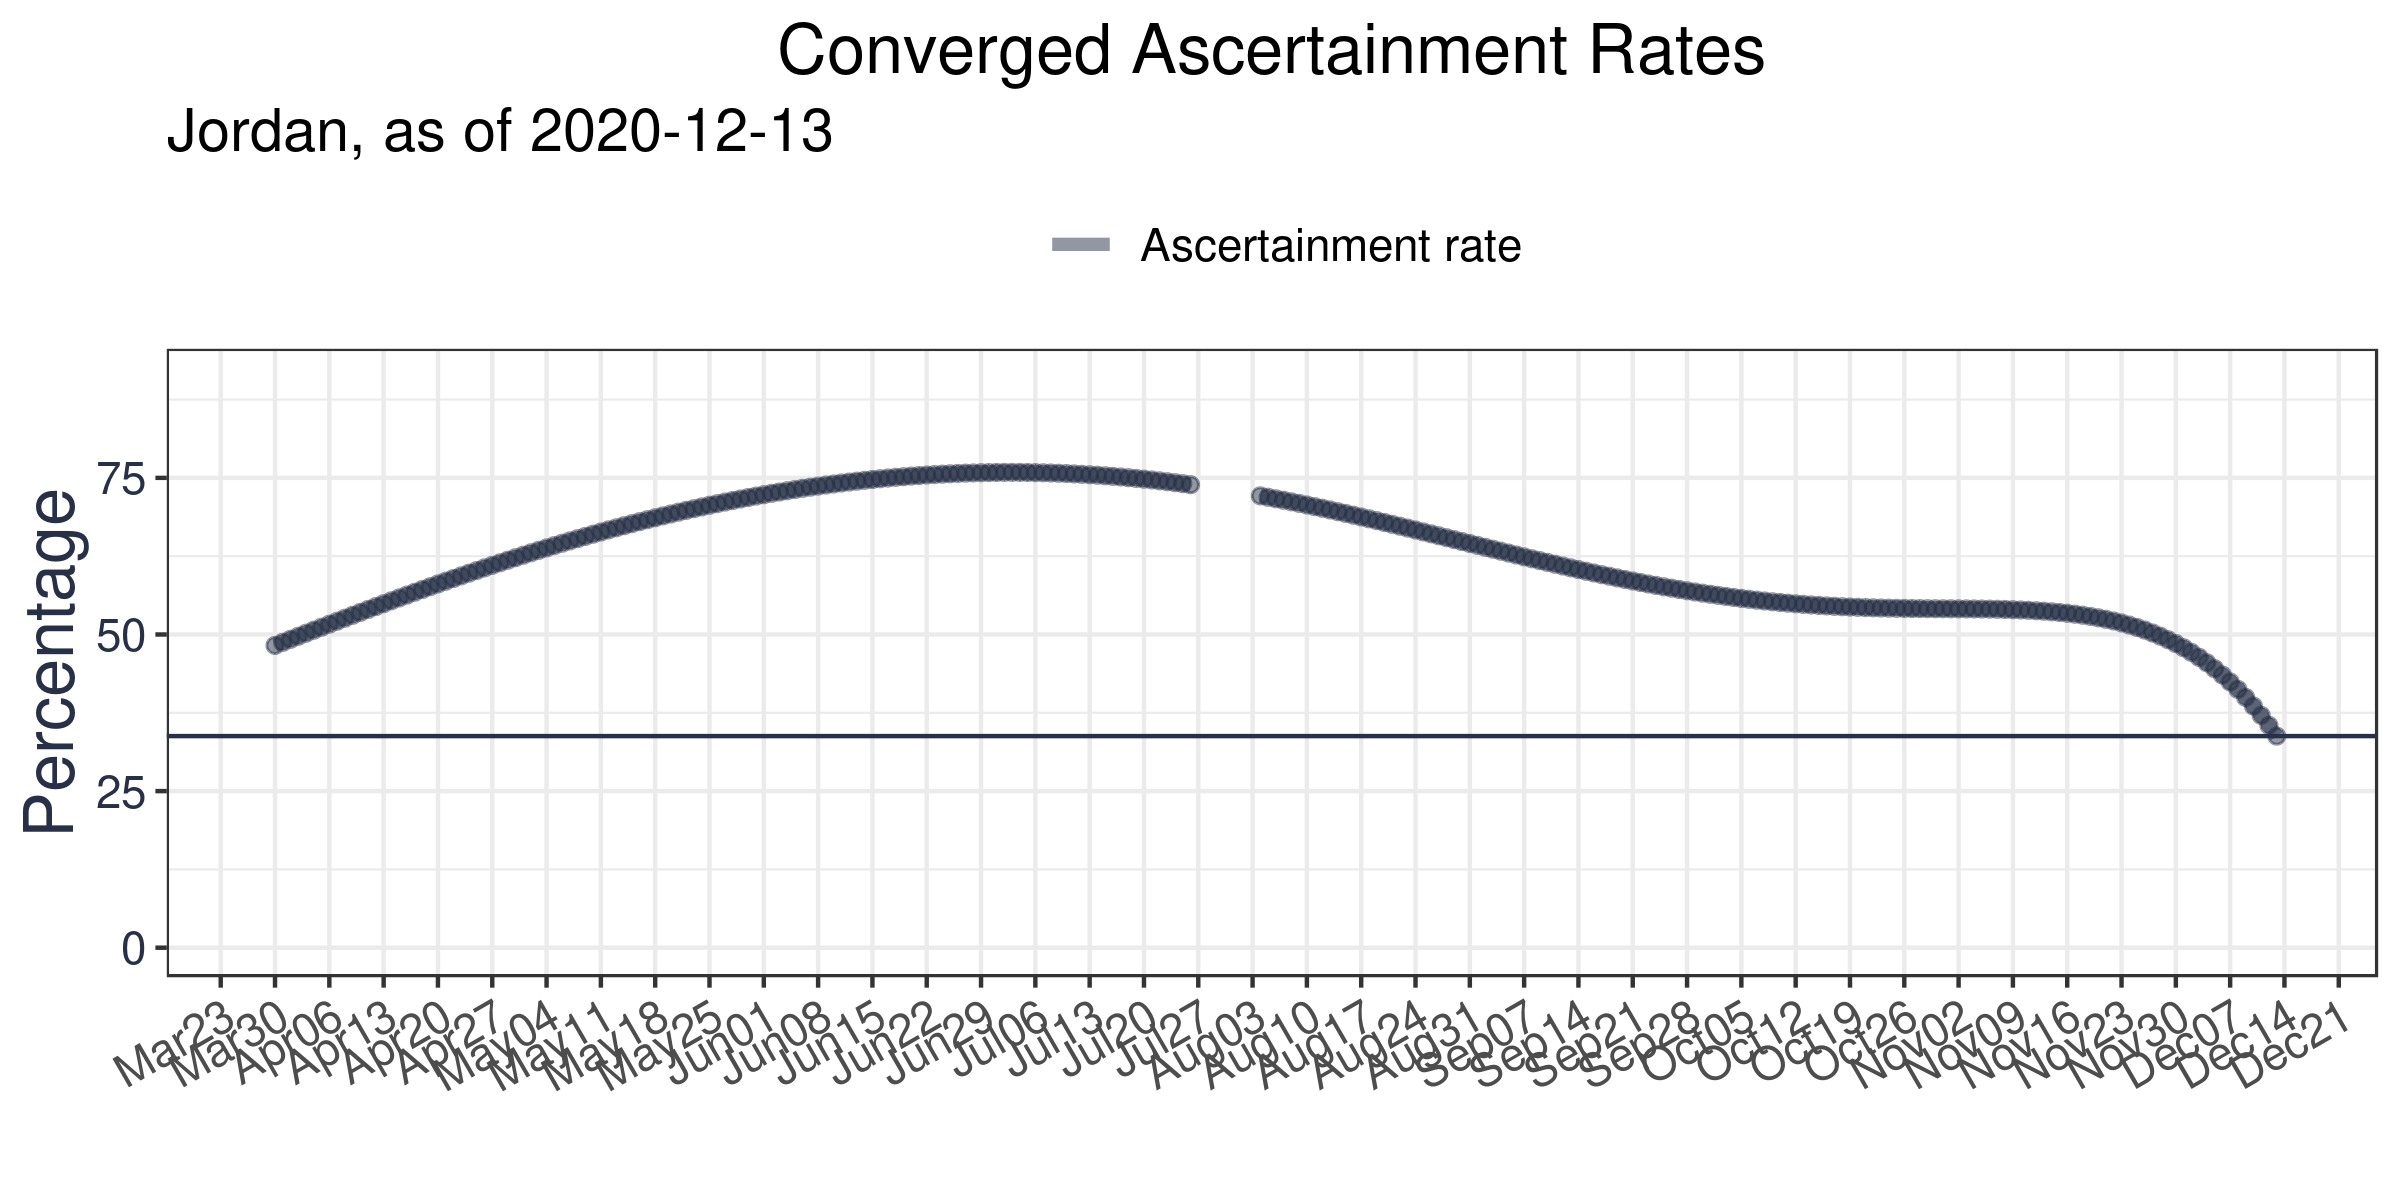 Converged Ascertainment Rates
Jordan, as of 2020-12-13
Ascertainment rate
Percentage
75
50
25
0
Mar23 Mar30 Apr06 Apr13 Apr20 Apr27 May04 May11 May18 May25 Jun01 Jun08 Jun15 Jun22 Jun29 Jul06 Jul13 Jul20 Jul27 Aug03 Aug10 Aug17 Aug24 Aug31 Sep07 Sep14 Sep21 Sep28 Oct05 Oct12 Oct19 Oct26 Nov02 Nov09 Nov16 Nov23 Nov30 Dec07 Dec14 Dec21